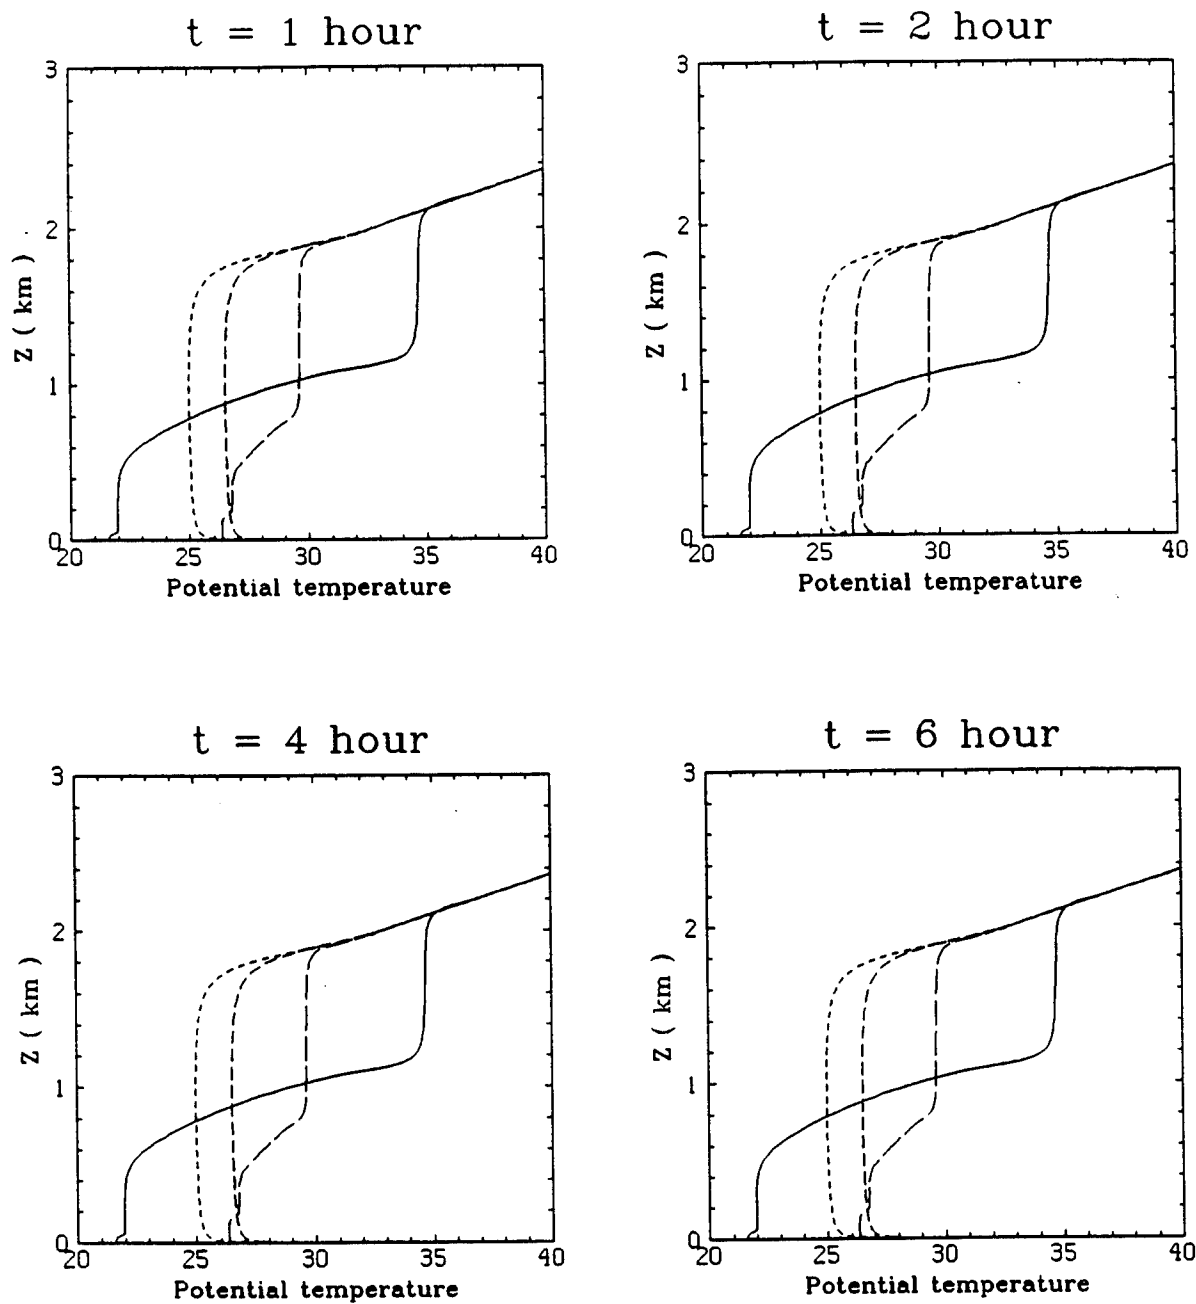 t = 1 hour
3
2
1
0
Z ( km )
20 25 30 35 40
Potential temperature
t = 2 hour
3
2
1
0
Z ( km )
20 25 30 35 40
Potential temperature
t = 4 hour
3
2
1
0
Z ( km )
20 25 30 35 40
Potential temperature
t = 6 hour
3
2
1
0
Z ( km )
20 25 30 35 40
Potential temperature